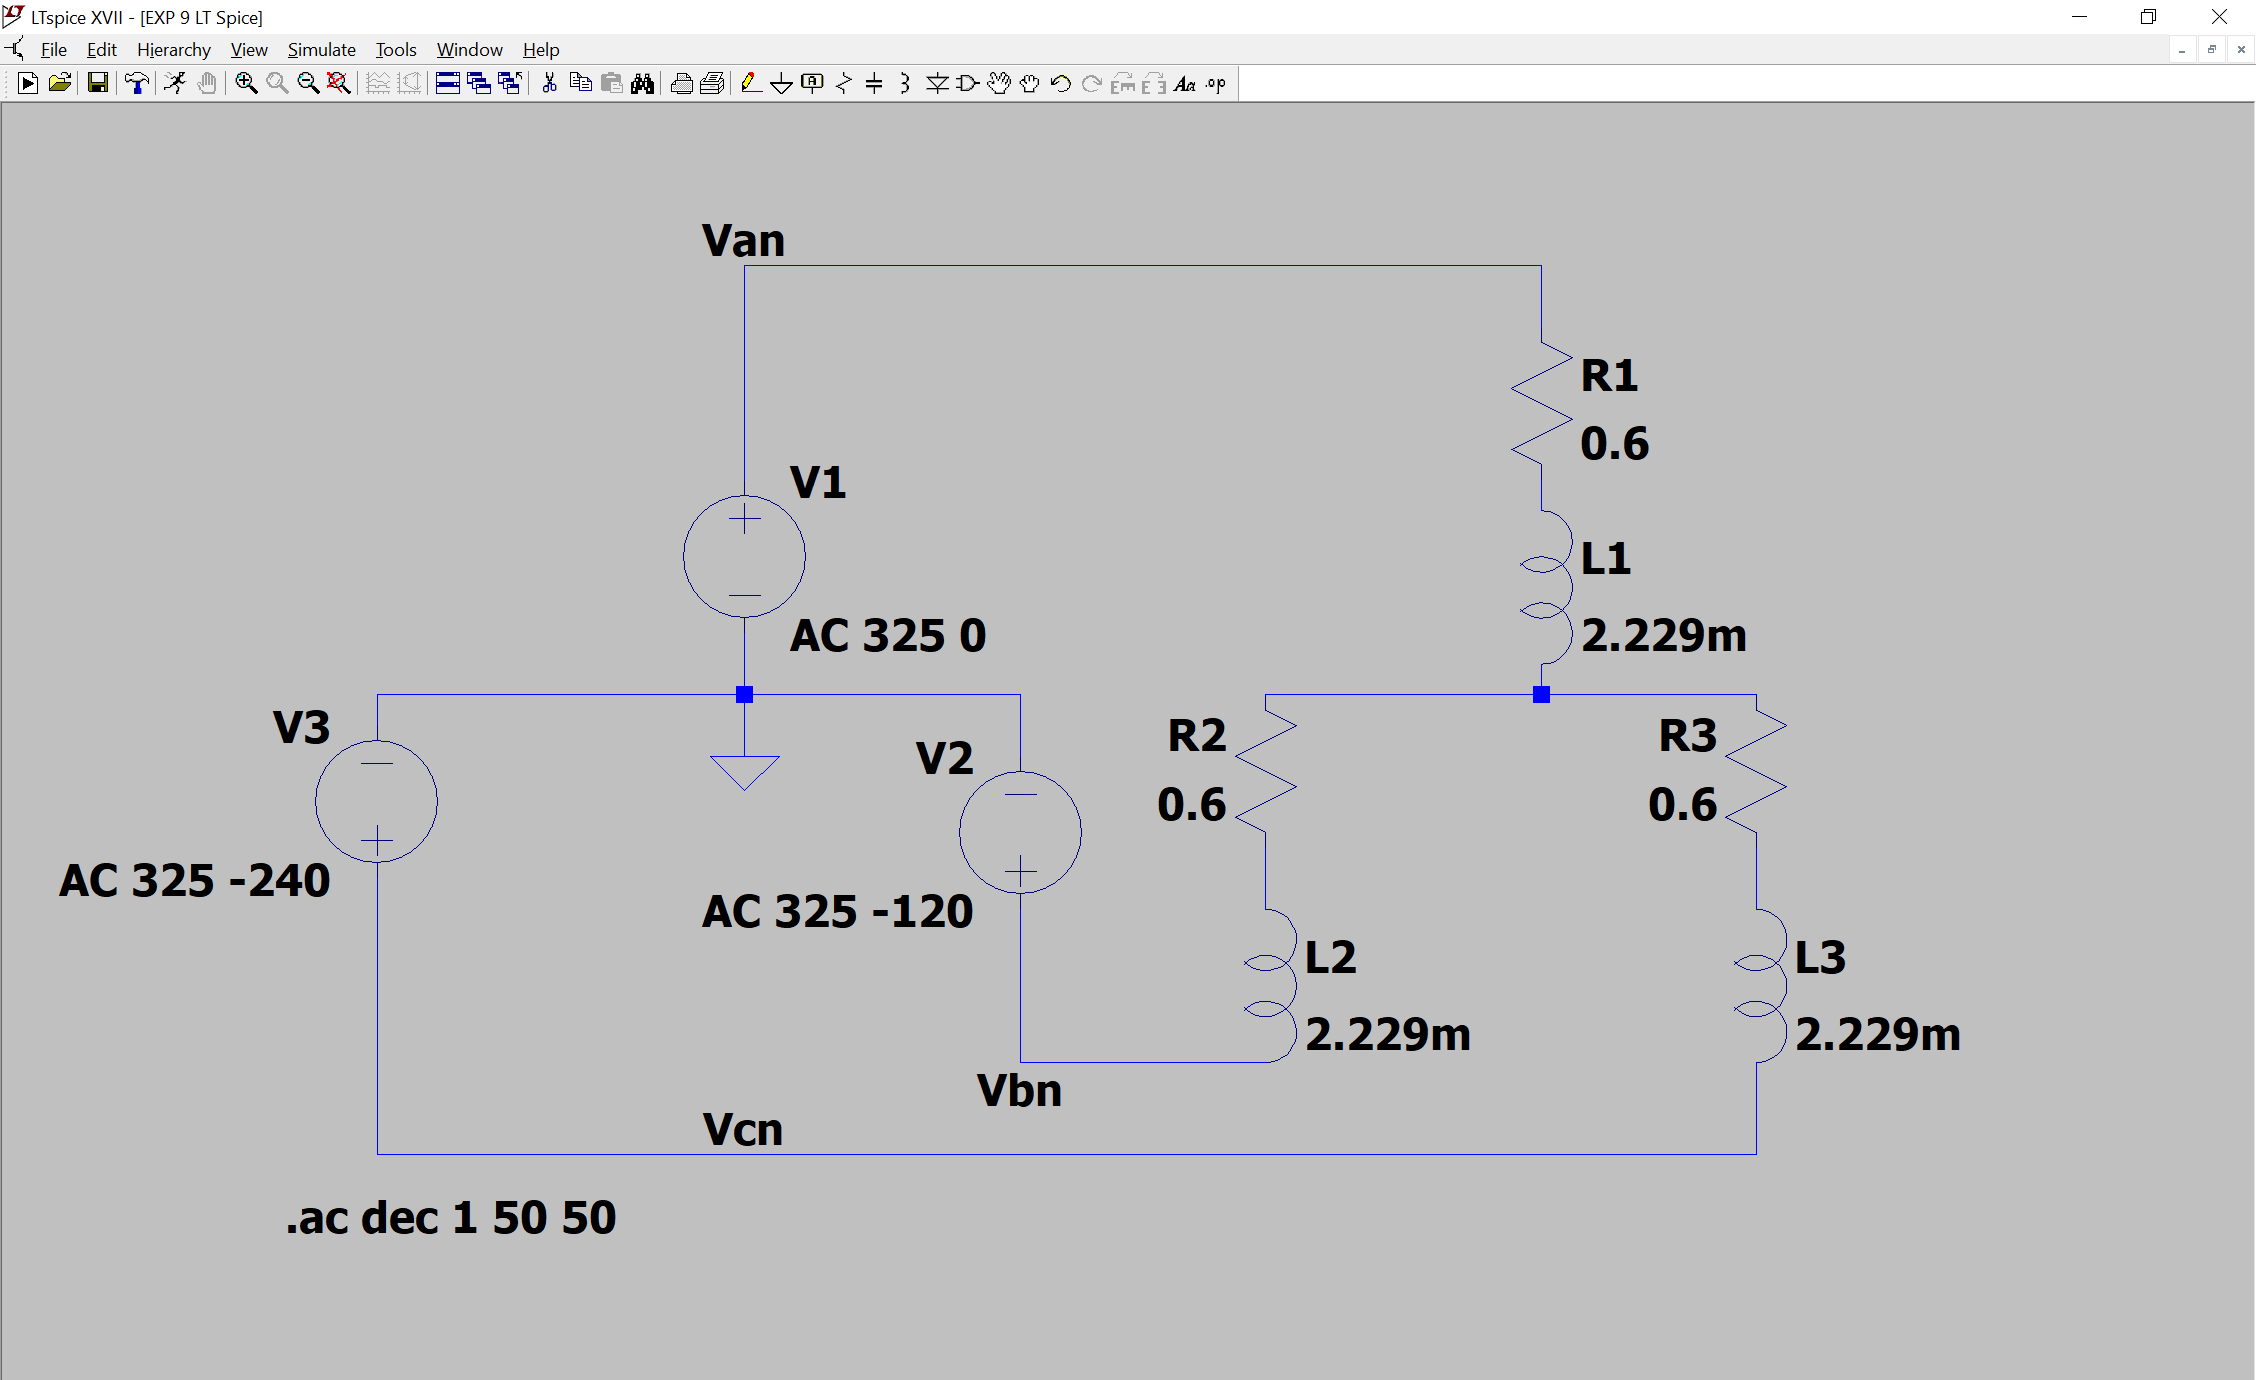 LTspice XVII - [EXP 9 LT Spice]
File Edit Hierarchy View Simulate Tools Window Help
Van
R1
0.6
V1
L1
AC 325 0
2.229m
V3
V2
R2
R3
0.6
0.6
AC 325 -240
AC 325 -120
L2
L3
2.229m
2.229m
Vbn
Vcn
.ac dec 1 50 50